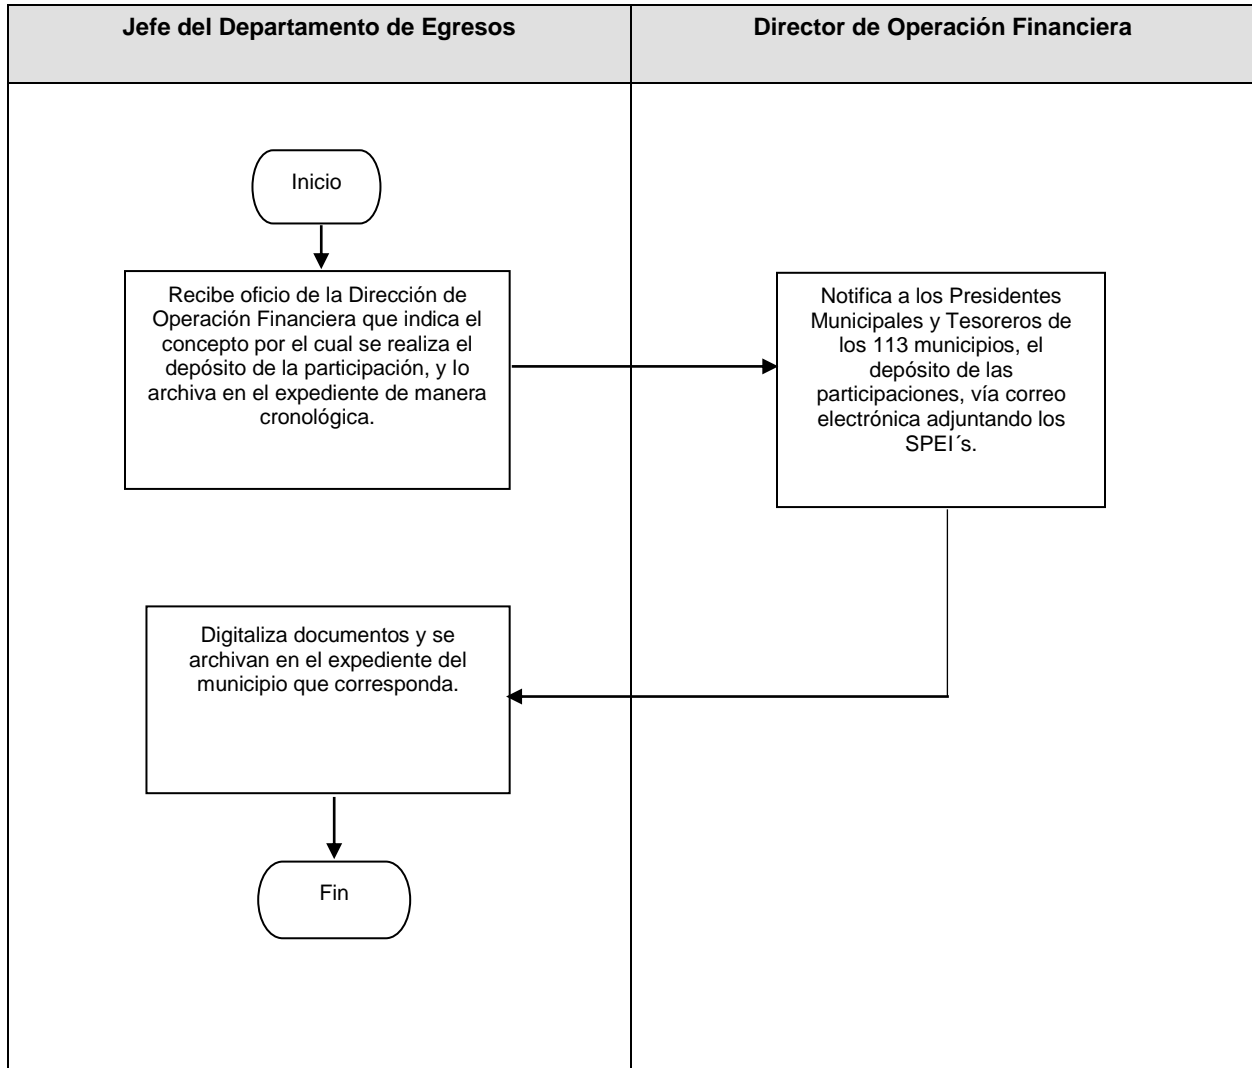 Jefe del Departamento de Egresos
Director de Operación Financiera
Inicio
Recibe oficio de la Dirección de
Operación Financiera que indica el
concepto por el cual se realiza el
depósito de la participación, y lo
archiva en el expediente de manera
cronológica.
Notifica a los Presidentes
Municipales y Tesoreros de
los 113 municipios, el
depósito de las
participaciones, vía correo
electrónica adjuntando los
SPEI´s.
Digitaliza documentos y se
archivan en el expediente del
municipio que corresponda.
Fin